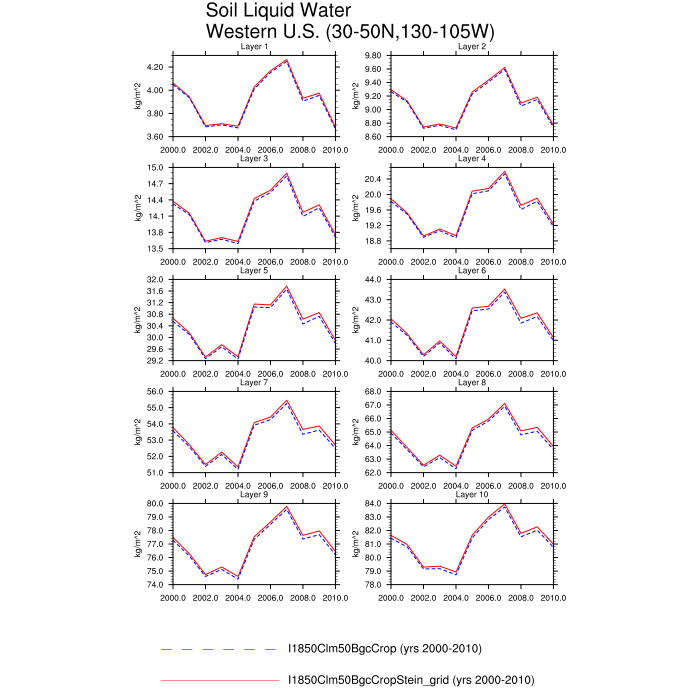 Soil Liquid Water
Western U.S. (30-50N,130-105W)
Layer 1
Layer 2
kg/m^2
4.20
4.00
3.80
3.60
2000.0 2002.0 2004.0 2006.0 2008.0 2010.0
kg/m^2
9.80
9.60
9.40
9.20
9.00
8.80
8.60
2000.0 2002.0 2004.0 2006.0 2008.0 2010.0
Layer 3
Layer 4
kg/m^2
15.0
14.7
14.4
14.1
13.8
13.5
2000.0 2002.0 2004.0 2006.0 2008.0 2010.0
kg/m^2
20.4
20.0
19.6
19.2
18.8
2000.0 2002.0 2004.0 2006.0 2008.0 2010.0
Layer 5
Layer 6
kg/m^2
32.0
31.6
31.2
30.8
30.4
30.0
29.6
29.2
2000.0 2002.0 2004.0 2006.0 2008.0 2010.0
kg/m^2
44.0
43.0
42.0
41.0
40.0
2000.0 2002.0 2004.0 2006.0 2008.0 2010.0
Layer 7
Layer 8
kg/m^2
56.0
55.0
54.0
53.0
52.0
51.0
2000.0 2002.0 2004.0 2006.0 2008.0 2010.0
kg/m^2
68.0
67.0
66.0
65.0
64.0
63.0
62.0
2000.0 2002.0 2004.0 2006.0 2008.0 2010.0
Layer 9
Layer 10
kg/m^2
80.0
79.0
78.0
77.0
76.0
75.0
74.0
2000.0 2002.0 2004.0 2006.0 2008.0 2010.0
kg/m^2
84.0
83.0
82.0
81.0
80.0
79.0
78.0
2000.0 2002.0 2004.0 2006.0 2008.0 2010.0
I1850Clm50BgcCrop (yrs 2000-2010)
I1850Clm50BgcCropStein_grid (yrs 2000-2010)